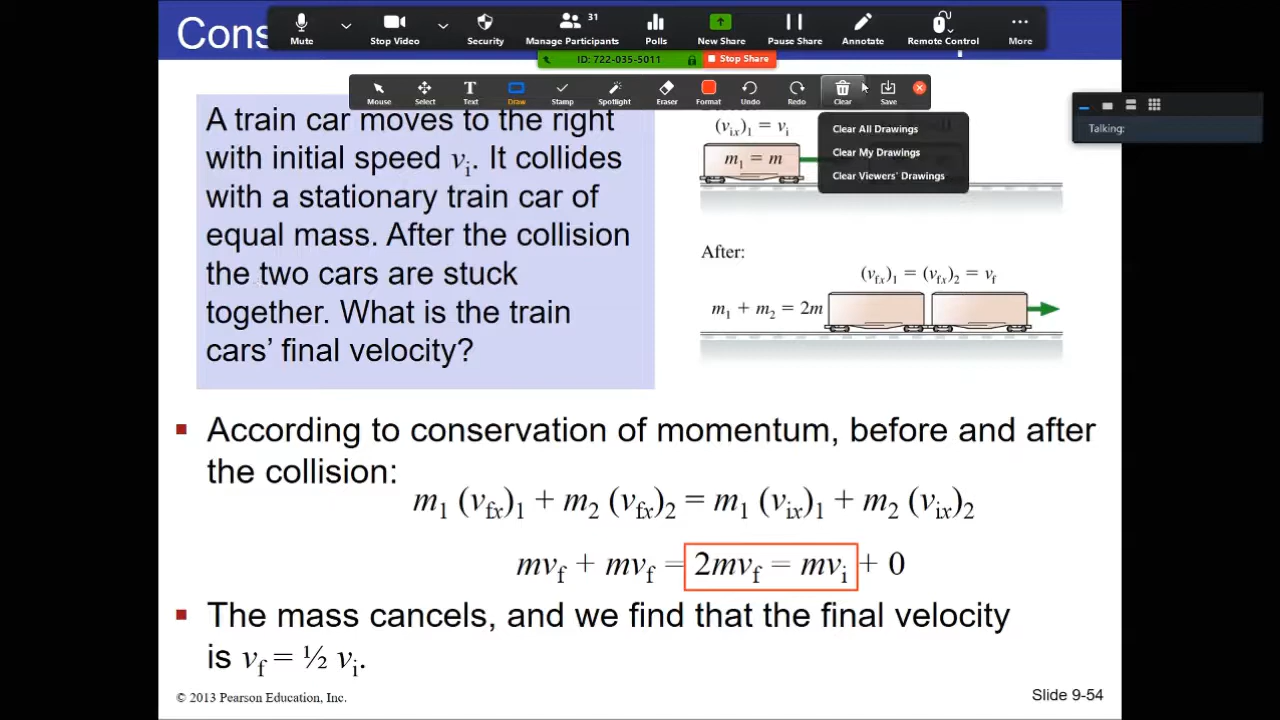 Cons
31
Mute
Stop Video
Security
Manage Participants
Polls
New Share
Pause Share
Annotate
Remote Control
More
ID: 722-035-5011
Stop Share
Mouse
Select
Text
Draw
Stamp
Spotlight
Eraser
Format
Undo
Redo
Clear
Save
Clear All Drawings
Clear My Drawings
Clear Viewers' Drawings
Talking:
A train car moves to the right
with initial speed vi. It collides
with a stationary train car of
equal mass. After the collision
the two cars are stuck
together. What is the train
cars’ final velocity?
(vix)1 = vi
m1 = m
After:
(vfx)1 = (vfx)2 = vf
m1 + m2 = 2m
▪ According to conservation of momentum, before and after
the collision:
m1 (vfx)1 + m2 (vfx)2 = m1 (vix)1 + m2 (vix)2
mvf + mvf = 2mvf = mvi + 0
▪ The mass cancels, and we find that the final velocity
is vf = ½ vi.
© 2013 Pearson Education, Inc.
Slide 9-54